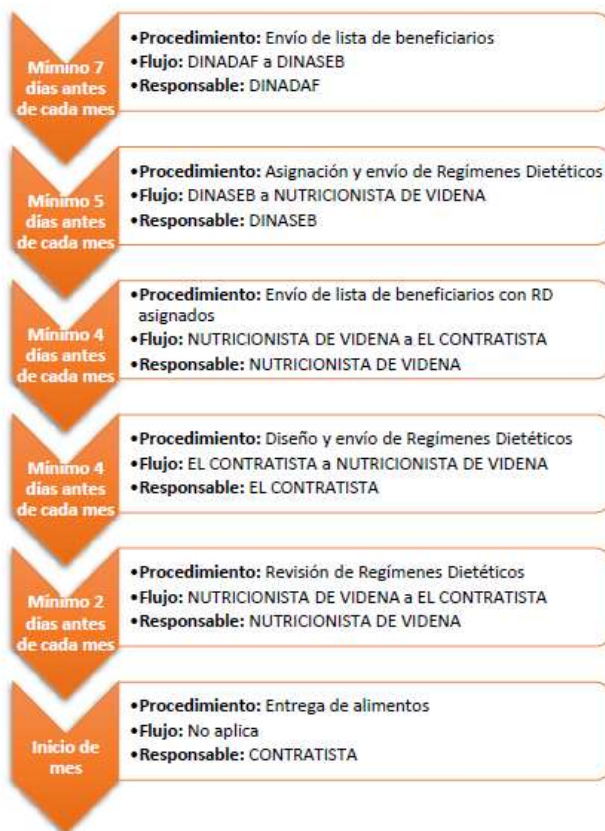 Mímino 7
días antes
de cada mes
•Procedimiento: Envío de lista de beneficiarios
•Flujo: DINADAF a DINASEB
•Responsable: DINADAF
Mínimo 5
días antes
de cada mes
•Procedimiento: Asignación y envío de Regímenes Dietéticos
•Flujo: DINASEB a NUTRICIONISTA DE VIDENA
•Responsable: DINASEB
Mínimo 4
días antes
de cada mes
•Procedimiento: Envío de lista de beneficiarios con RD
asignados
•Flujo: NUTRICIONISTA DE VIDENA a EL CONTRATISTA
•Responsable: NUTRICIONISTA DE VIDENA
Mínimo 4
días antes
de cada mes
•Procedimiento: Diseño y envío de Regímenes Dietéticos
•Flujo: EL CONTRATISTA a NUTRICIONISTA DE VIDENA
•Responsable: EL CONTRATISTA
Mínimo 2
días antes
de cada mes
•Procedimiento: Revisión de Regímenes Dietéticos
•Flujo: NUTRICIONISTA DE VIDENA a EL CONTRATISTA
•Responsable: NUTRICIONISTA DE VIDENA
Inicio de
mes
•Procedimiento: Entrega de alimentos
•Flujo: No aplica
•Responsable: CONTRATISTA